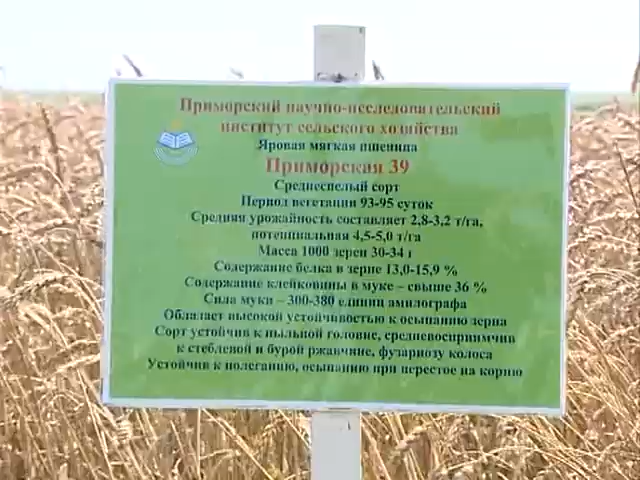 Приморский научно-исследовательский
институт сельского хозяйства
Яровая мягкая пшеница
Приморская 39
Среднеспелый сорт
Период вегетации 93-95 суток
Средняя урожайность составляет 2,8-3,2 т/га,
потенциальная 4,5-5,0 т/га
Масса 1000 зерен 30-34 г
Содержание белка в зерне 13,0-15,9 %
Содержание клейковины в муке – свыше 36 %
Сила муки – 300-380 единиц амилографа
Обладает высокой устойчивостью к осыпанию зерна
Сорт устойчив к пыльной головне, средневосприимчив
к стеблевой и бурой ржавчине, фузариозу колоса
Устойчив к полеганию, осыпанию при перестое на корню